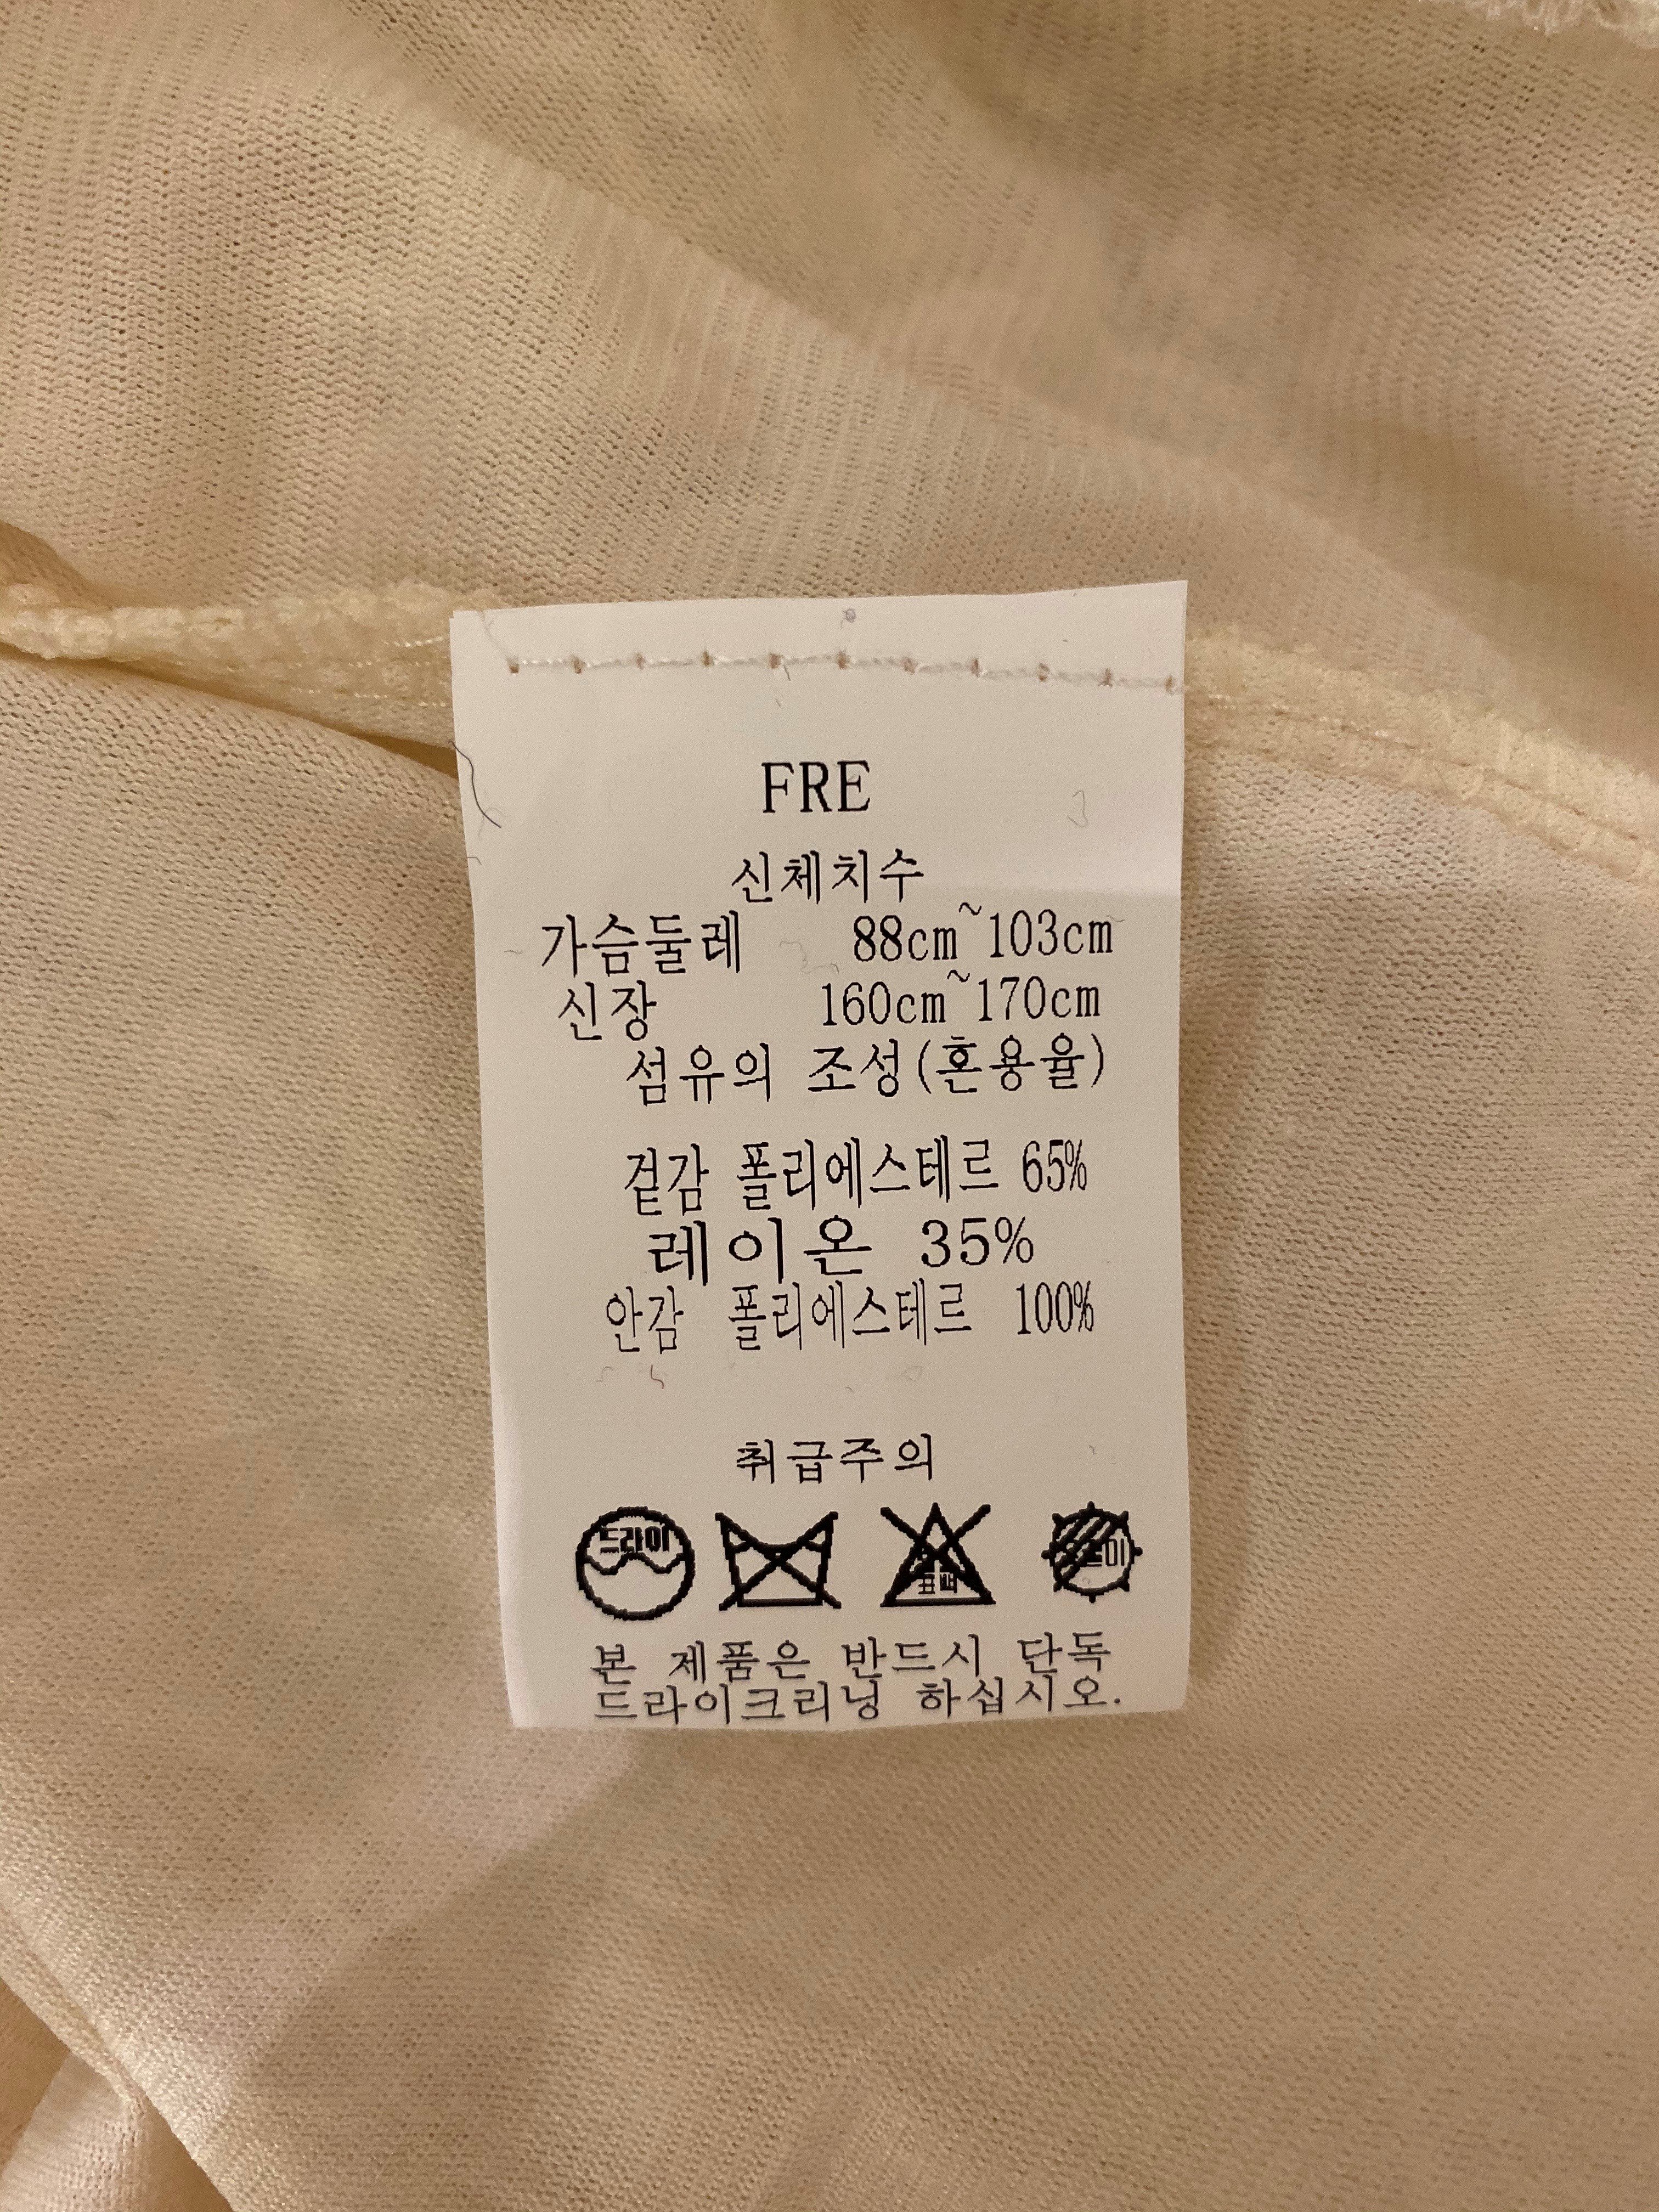 FRE
신체치수
가슴둘레 88cm~103cm
신장 160cm~170cm
섬유의 조성(혼용율)
겉감 폴리에스테르 65%
레이온 35%
안감 폴리에스테르 100%
취급주의
드라이 표백
본 제품은 반드시 단독
드라이크리닝 하십시오.